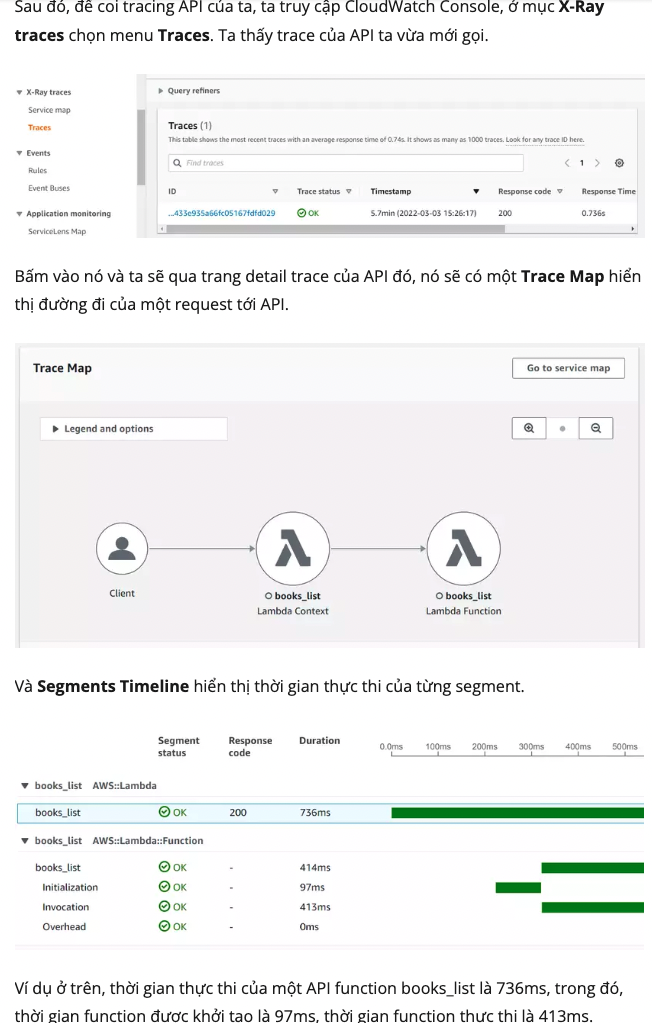 Sau đó, để coi tracing API của ta, ta truy cập CloudWatch Console, ở mục X-Ray
traces chọn menu Traces. Ta thấy trace của API ta vừa mới gọi.
▼ X-Ray traces
Service map
Traces
▼ Events
Rules
Event Buses
▼ Application monitoring
ServiceLens Map
▶ Query refiners
Traces (1)
This table shows the most recent traces with an average response time of 0.74s. It shows as many as 1000 traces. Look for any trace ID here.
Find traces
1
ID Trace status Timestamp Response code Response Time
...433e935a66fc05167fdfd029 OK 5.7min (2022-03-03 15:26:17) 200 0.736s
Bấm vào nó và ta sẽ qua trang detail trace của API đó, nó sẽ có một Trace Map hiển
thị đường đi của một request tới API.
Trace Map
Go to service map
▶ Legend and options
Client
books_list
Lambda Context
books_list
Lambda Function
Và Segments Timeline hiển thị thời gian thực thi của từng segment.
Segment status Response code Duration
0.0ms 100ms 200ms 300ms 400ms 500ms
▼ books_list AWS::Lambda
books_list OK 200 736ms
▼ books_list AWS::Lambda::Function
books_list OK - 414ms
Initialization OK - 97ms
Invocation OK - 413ms
Overhead OK - 0ms
Ví dụ ở trên, thời gian thực thi của một API function books_list là 736ms, trong đó,
thời gian function được khởi tạo là 97ms, thời gian function thực thi là 413ms.